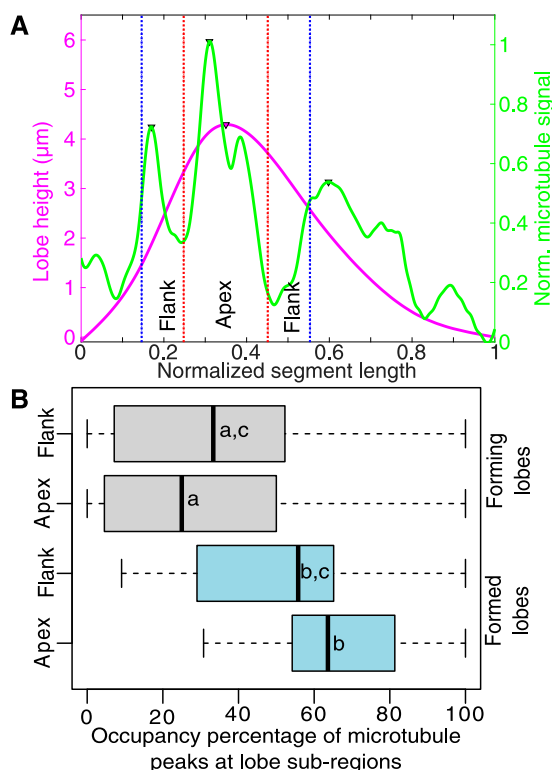 A
Lobe height (μm)
6
5
4
3
2
1
0
Norm. microtubule signal
1
0.8
0.6
0.4
0.2
0
Flank
Apex
Flank
0
0.2
0.4
0.6
0.8
1
Normalized segment length
B
Flank
a,c
Apex
a
Forming
lobes
Flank
b,c
Apex
b
Formed
lobes
0 20 40 60 80 100
Occupancy percentage of microtubule
peaks at lobe sub-regions